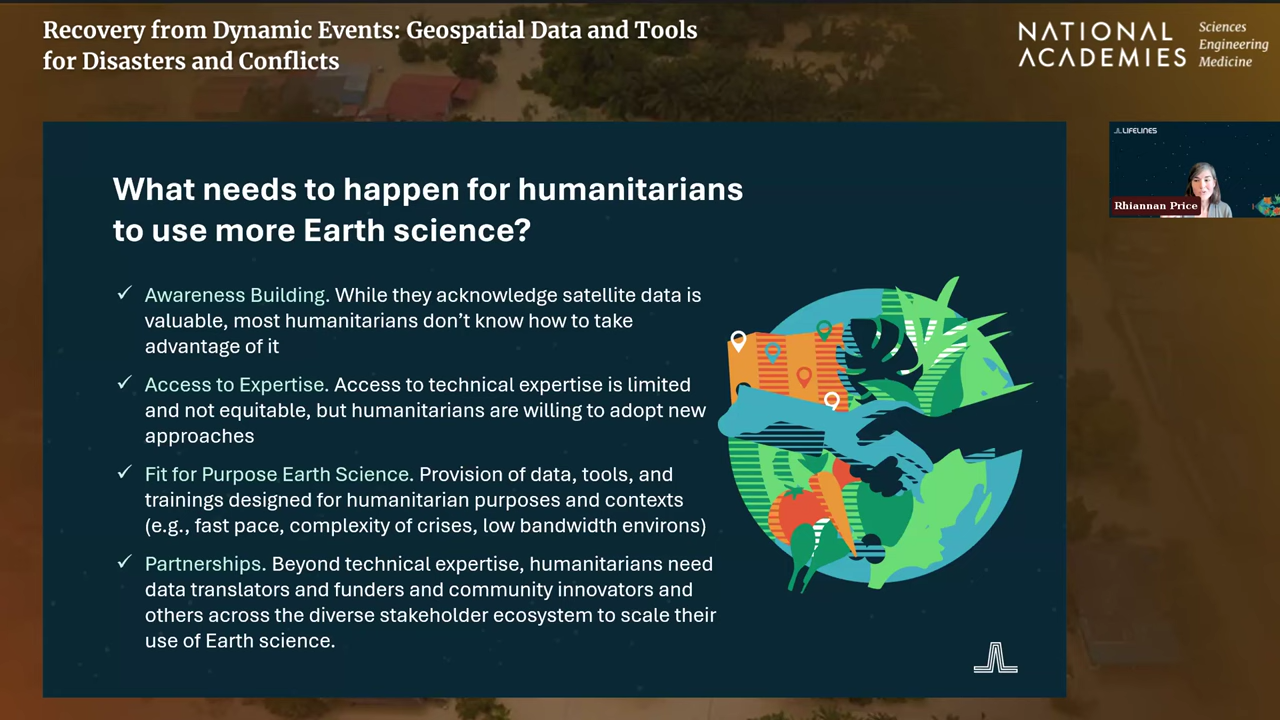 Recovery from Dynamic Events: Geospatial Data and Tools
for Disasters and Conflicts
NATIONAL
ACADEMIES
Sciences
Engineering
Medicine
LIFELINES
Rhiannan Price
What needs to happen for humanitarians
to use more Earth science?
✓ Awareness Building. While they acknowledge satellite data is
valuable, most humanitarians don’t know how to take
advantage of it
✓ Access to Expertise. Access to technical expertise is limited
and not equitable, but humanitarians are willing to adopt new
approaches
✓ Fit for Purpose Earth Science. Provision of data, tools, and
trainings designed for humanitarian purposes and contexts
(e.g., fast pace, complexity of crises, low bandwidth environs)
✓ Partnerships. Beyond technical expertise, humanitarians need
data translators and funders and community innovators and
others across the diverse stakeholder ecosystem to scale their
use of Earth science.